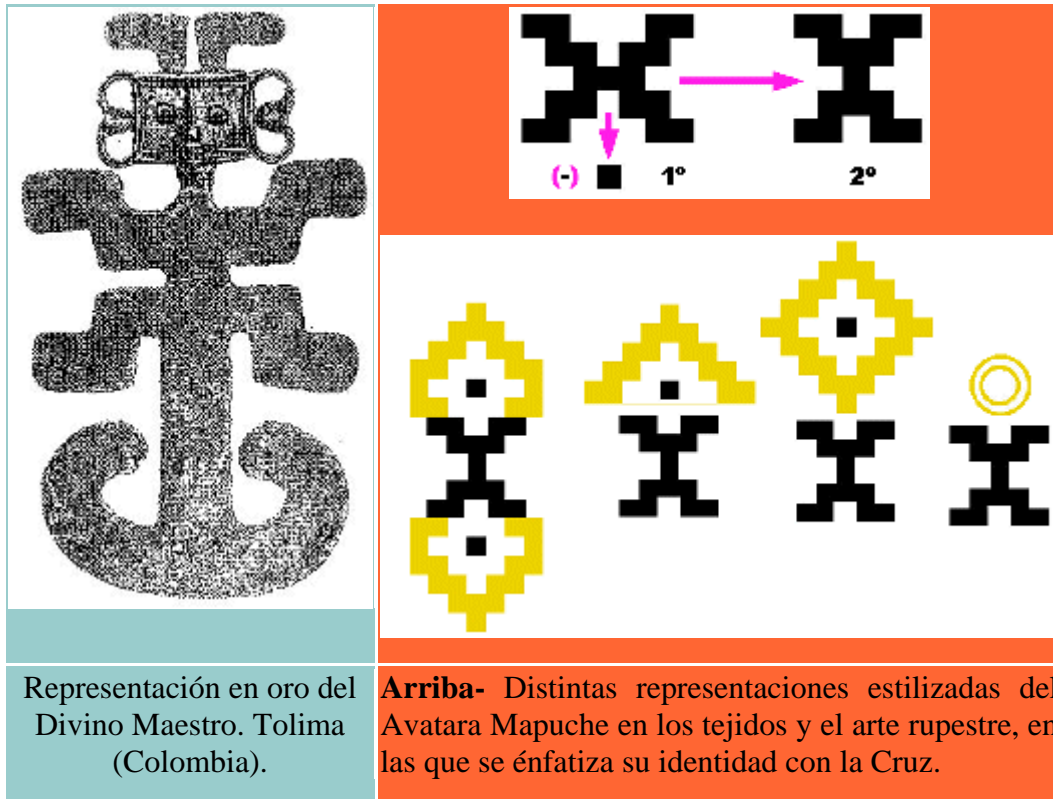 (-) 1º 2º
Representación en oro del
Divino Maestro. Tolima
(Colombia).
Arriba- Distintas representaciones estilizadas del
Avatara Mapuche en los tejidos y el arte rupestre, en
las que se énfatiza su identidad con la Cruz.